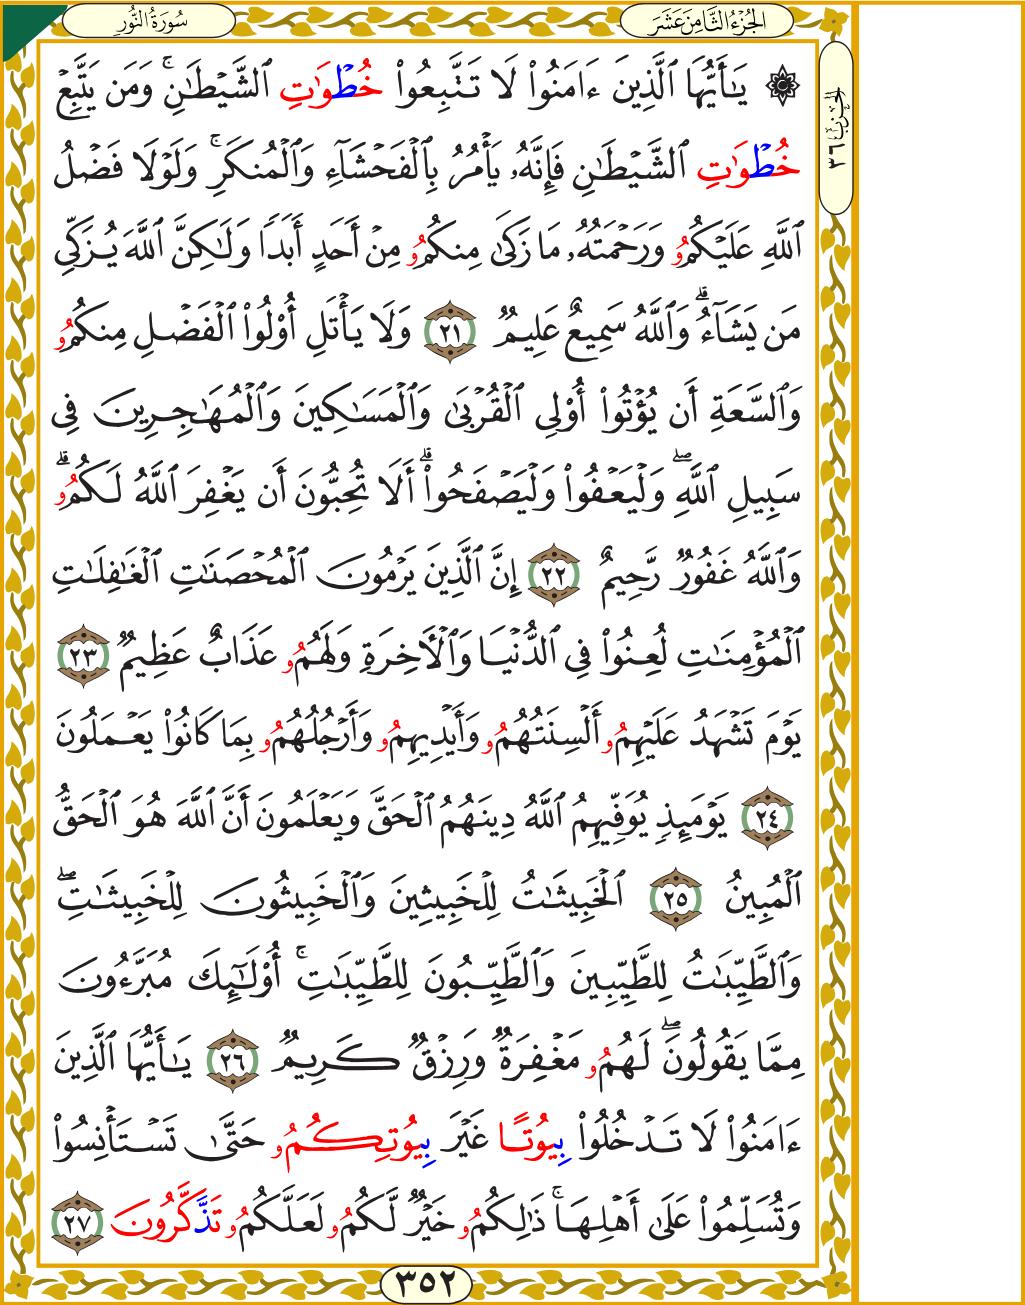 سُورَةُ النُّورِ
الجُزْءُ الثَّامِنَ عَشَرَ
الحزب ٣٦
۞ يَٰٓأَيُّهَا ٱلَّذِينَ ءَامَنُوا۟ لَا تَتَّبِعُوا۟ خُطْوَٰتِ ٱلشَّيْطَٰنِۚ وَمَن يَتَّبِعْ
خُطْوَٰتِ ٱلشَّيْطَٰنِ فَإِنَّهُۥ يَأْمُرُ بِٱلْفَحْشَآءِ وَٱلْمُنكَرِۚ وَلَوْلَا فَضْلُ
ٱللَّهِ عَلَيْكُمُۥ وَرَحْمَتُهُۥ مَا زَكَىٰ مِنكُمُۥ مِنْ أَحَدٍ أَبَدًا وَلَٰكِنَّ ٱللَّهَ يُزَكِّى
مَن يَشَآءُۗ وَٱللَّهُ سَمِيعٌ عَلِيمٌ ٢١ وَلَا يَأْتَلِ أُو۟لُوا۟ ٱلْفَضْلِ مِنكُمُۥ
وَٱلسَّعَةِ أَن يُؤْتُوٓا۟ أُو۟لِى ٱلْقُرْبَىٰ وَٱلْمَسَٰكِينَ وَٱلْمُهَٰجِرِينَ فِى
سَبِيلِ ٱللَّهِۖ وَلْيَعْفُوا۟ وَلْيَصْفَحُوٓا۟ۗ أَلَا تُحِبُّونَ أَن يَغْفِرَ ٱللَّهُ لَكُمُۥۗ
وَٱللَّهُ غَفُورٌ رَّحِيمٌ ٢٢ إِنَّ ٱلَّذِينَ يَرْمُونَ ٱلْمُحْصَنَٰتِ ٱلْغَٰفِلَٰتِ
ٱلْمُؤْمِنَٰتِ لُعِنُوا۟ فِى ٱلدُّنْيَا وَٱلْءَاخِرَةِ وَلَهُمُۥ عَذَابٌ عَظِيمٌ ٢٣
يَوْمَ تَشْهَدُ عَلَيْهِمُۥ أَلْسِنَتُهُمُۥ وَأَيْدِيهِمُۥ وَأَرْجُلُهُمُۥ بِمَا كَانُوا۟ يَعْمَلُونَ
٢٤ يَوْمَئِذٍ يُوَفِّيهِمُ ٱللَّهُ دِينَهُمُ ٱلْحَقَّ وَيَعْلَمُونَ أَنَّ ٱللَّهَ هُوَ ٱلْحَقُّ
ٱلْمُبِينُ ٢٥ ٱلْخَبِيثَٰتُ لِلْخَبِيثِينَ وَٱلْخَبِيثُونَ لِلْخَبِيثَٰتِۖ
وَٱلطَّيِّبَٰتُ لِلطَّيِّبِينَ وَٱلطَّيِّبُونَ لِلطَّيِّبَٰتِۚ أُو۟لَٰٓئِكَ مُبَرَّءُونَ
مِمَّا يَقُولُونَۖ لَهُمُۥ مَغْفِرَةٌ وَرِزْقٌ كَرِيمٌ ٢٦ يَٰٓأَيُّهَا ٱلَّذِينَ
ءَامَنُوا۟ لَا تَدْخُلُوا۟ بِيُوتًا غَيْرَ بِيُوتِكُمُۥ حَتَّىٰ تَسْتَأْنِسُوا۟
وَتُسَلِّمُوا۟ عَلَىٰٓ أَهْلِهَاۚ ذَٰلِكُمُۥ خَيْرٌ لَّكُمُۥ لَعَلَّكُمُۥ تَذَّكَّرُونَ ٢٧
٣٥٢